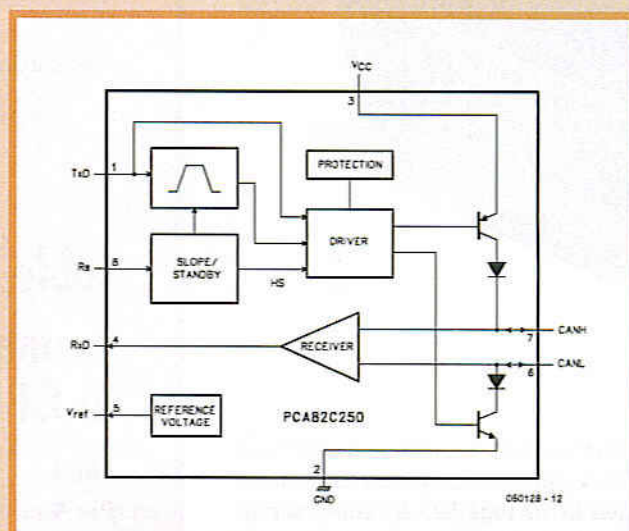 VCC
3
TxD
1
PROTECTION
DRIVER
Rs
8
SLOPE/
STANDBY
HS
RxD
4
RECEIVER
7
CANH
6
CANL
Vref
5
REFERENCE
VOLTAGE
PCA82C250
2
GND
050128 - 12